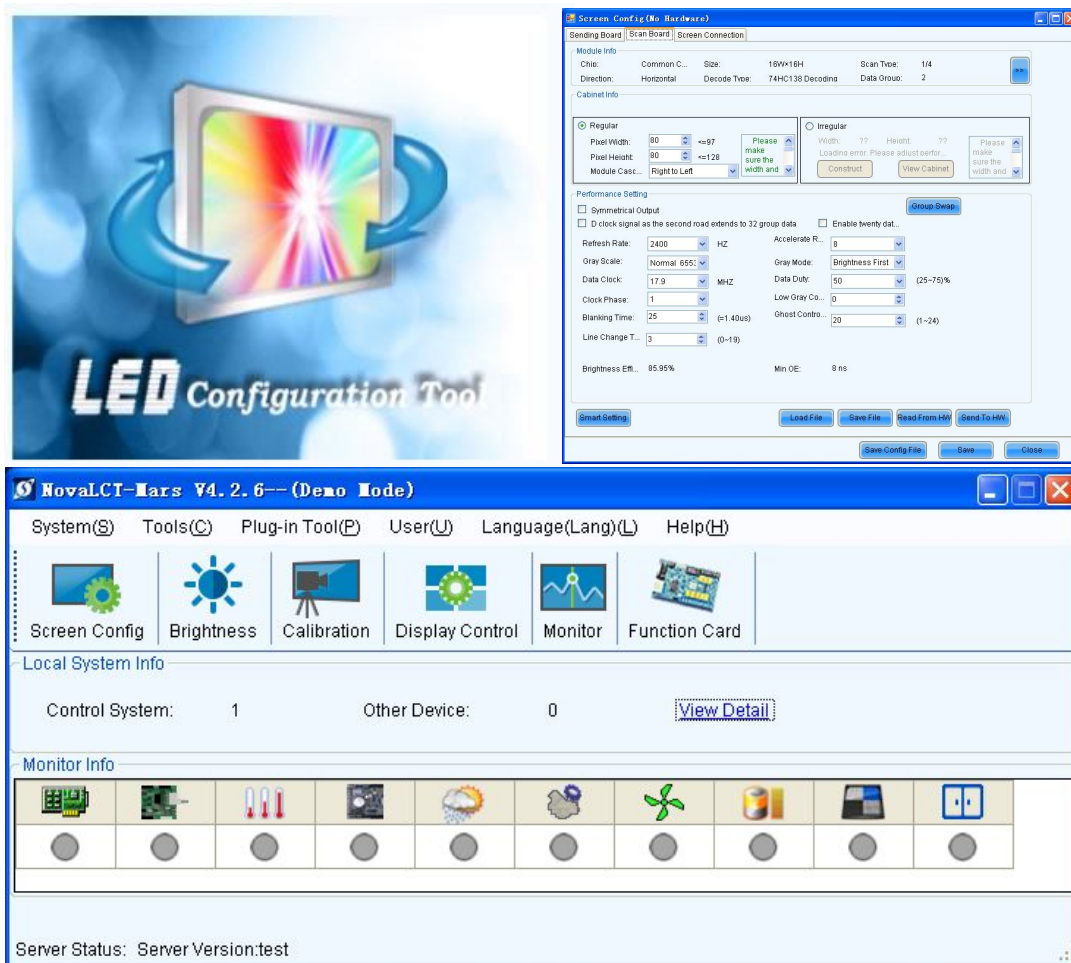 LED Configuration Tool
Screen Config(No Hardware)
Sending Board Scan Board Screen Connection
Module Info
Chip: Common C... Size: 16W×16H Scan Type: 1/4
Direction: Horizontal Decode Type: 74HC138 Decoding Data Group: 2
>>
Cabinet Info
Regular
Pixel Width: 80 <=97
Pixel Height: 80 <=128
Module Casc... Right to Left
Please
make
sure the
width and
Irregular
Width: ?? Height: ??
Loading error. Please adjust perfor...
Construct View Cabinet
Please
make
sure the
width and
Performance Setting
Group Swap
Symmetrical Output
D clock signal as the second road extends to 32 group data Enable twenty dat...
Refresh Rate: 2400 HZ Accelerate R... 8
Gray Scale: Normal 655: Gray Mode: Brightness First
Data Clock: 17.9 MHZ Data Duty: 50 (25~75)%
Clock Phase: 1 Low Gray Co... 0
Blanking Time: 25 (=1.40us) Ghost Contro... 20 (1~24)
Line Change T... 3 (0~19)
Brightness Effi... 85.95% Min OE: 8 ns
Smart Setting Load File Save File Read From HW Send To HW
Save Config File Save Close
NovaLCT-Mars V4.2.6--(Demo Mode)
System(S) Tools(C) Plug-in Tool(P) User(U) Language(Lang)(L) Help(H)
Screen Config Brightness Calibration Display Control Monitor Function Card
Local System Info
Control System: 1 Other Device: 0 View Detail
Monitor Info
Server Status: Server Version:test